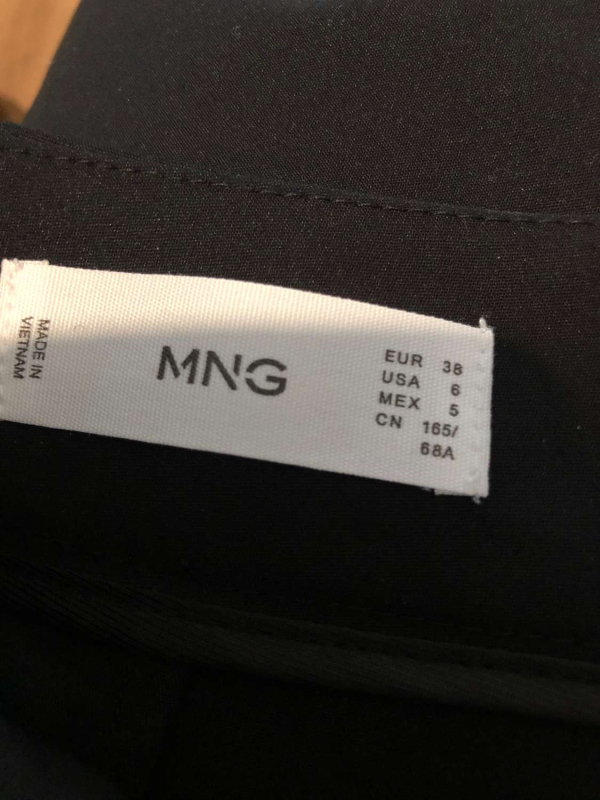 MADE IN
VIETNAM
MNG
EUR 38
USA 6
MEX 5
CN 165/
68A